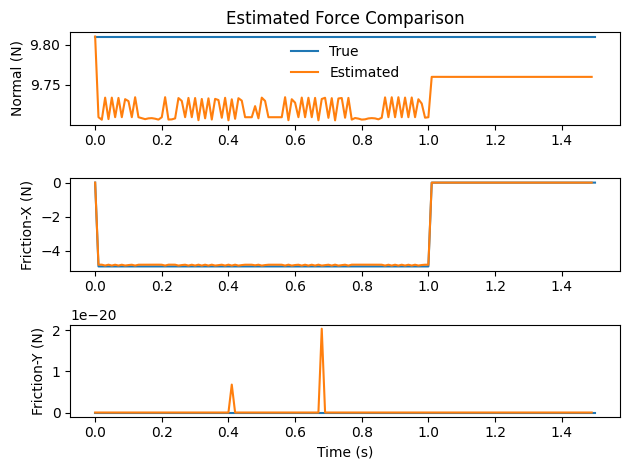 Estimated Force Comparison
Normal (N)
9.80
9.75
True
Estimated
0.0 0.2 0.4 0.6 0.8 1.0 1.2 1.4
Friction-X (N)
0
−2
−4
0.0 0.2 0.4 0.6 0.8 1.0 1.2 1.4
1e−20
Friction-Y (N)
2
1
0
0.0 0.2 0.4 0.6 0.8 1.0 1.2 1.4
Time (s)